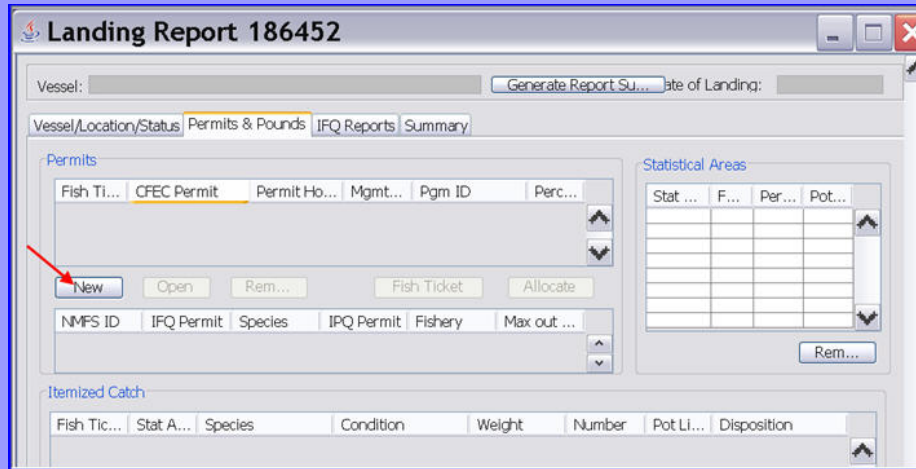 Landing Report 186452
Vessel: Generate Report Su... ate of Landing:
Vessel/Location/Status Permits & Pounds IFQ Reports Summary
Permits
Fish Ti... CFEC Permit Permit Ho... Mgmt... Pgm ID Perc...
New Open Rem... Fish Ticket Allocate
NMFS ID IFQ Permit Species IPQ Permit Fishery Max out ...
Statistical Areas
Stat ... F... Per... Pot...
Rem...
Itemized Catch
Fish Tic... Stat A... Species Condition Weight Number Pot Li... Disposition